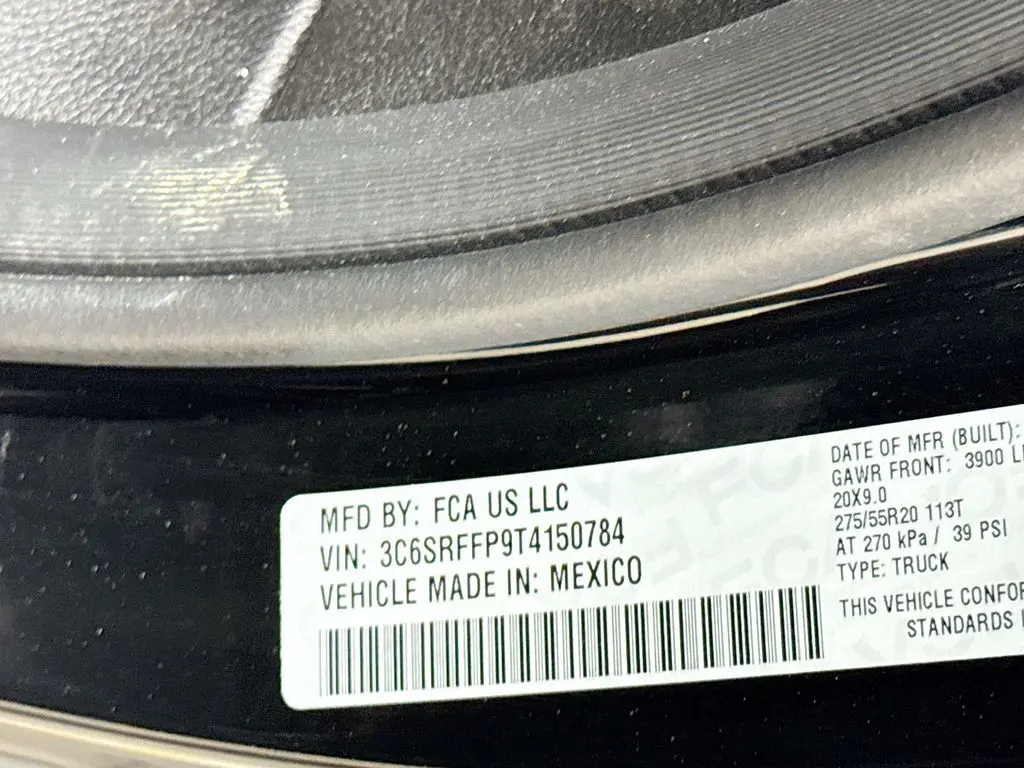 MFD BY: FCA US LLC
VIN: 3C6SRFFP9T4150784
VEHICLE MADE IN: MEXICO
DATE OF MFR (BUILT):
GAWR FRONT: 3900 L
20X9.0
275/55R20 113T
AT 270 kPa / 39 PSI
TYPE: TRUCK
THIS VEHICLE CONFOR
STANDARDS